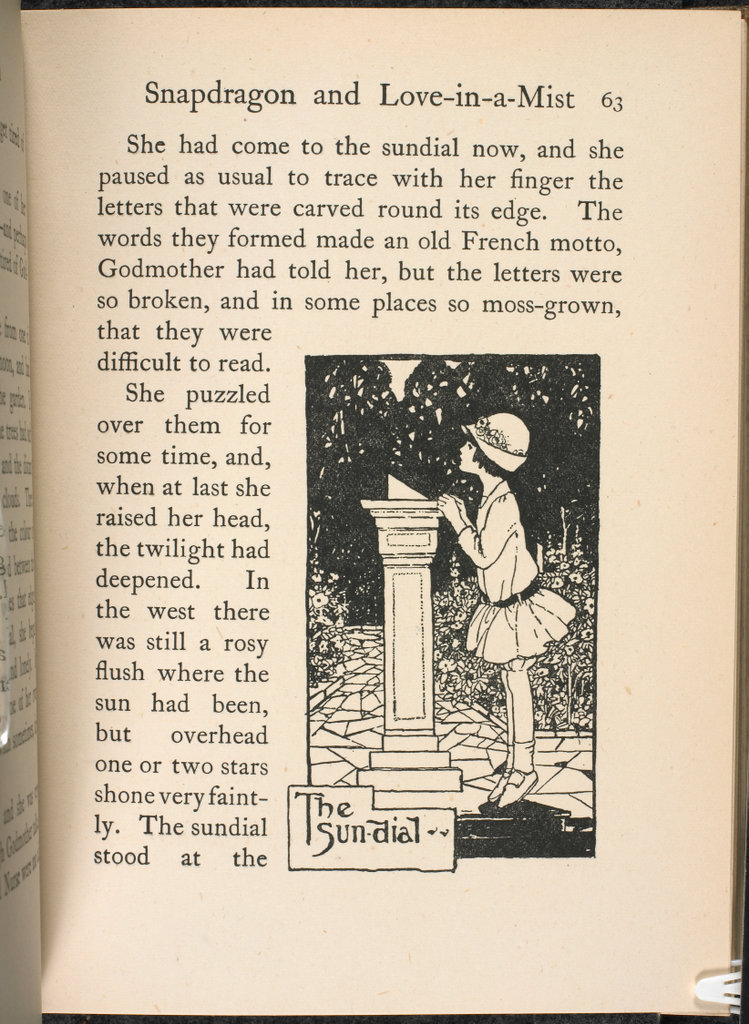 Snapdragon and Love-in-a-Mist 63
She had come to the sundial now, and she
paused as usual to trace with her finger the
letters that were carved round its edge. The
words they formed made an old French motto,
Godmother had told her, but the letters were
so broken, and in some places so moss-grown,
that they were
difficult to read.
She puzzled
over them for
some time, and,
when at last she
raised her head,
the twilight had
deepened. In
the west there
was still a rosy
flush where the
sun had been,
but overhead
one or two stars
shone very faint-
ly. The sundial
stood at the
The
Sun-dial